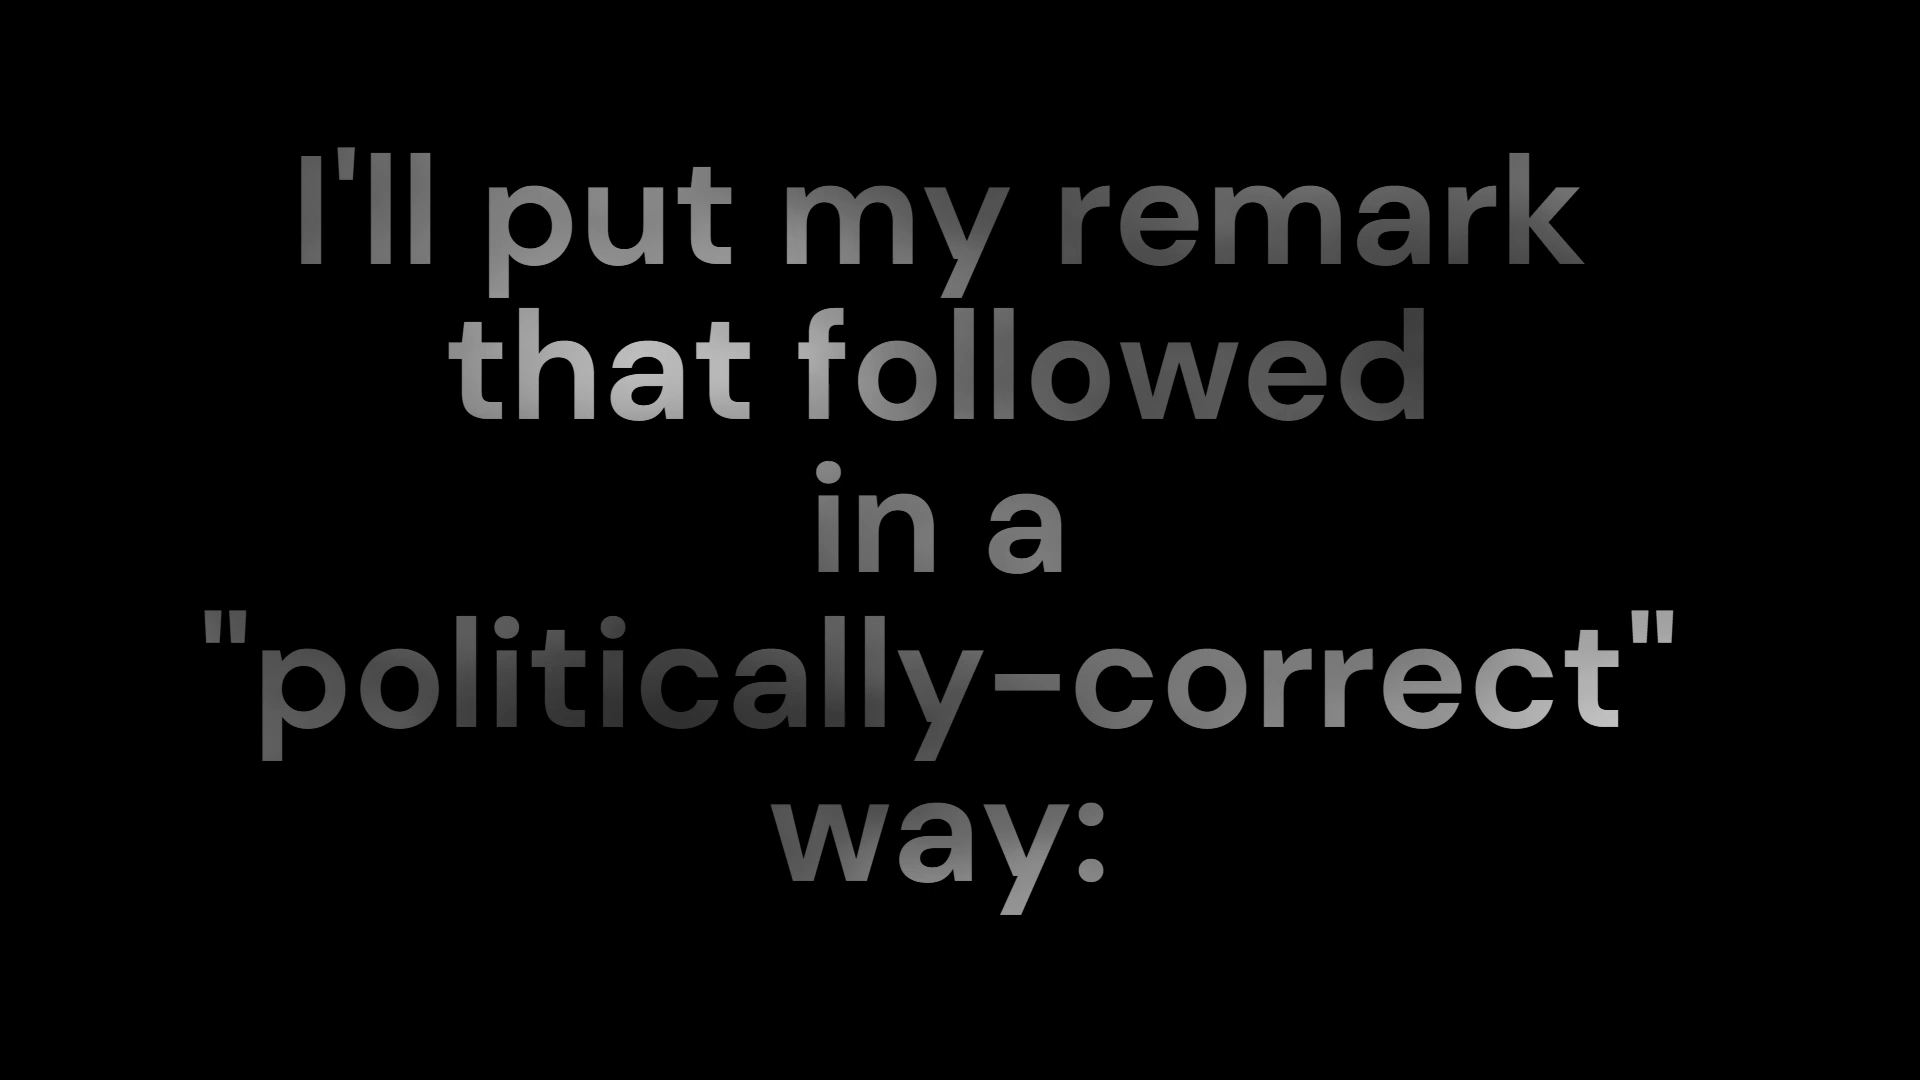 I'll put my remark
that followed
in a
"politically-correct"
way: